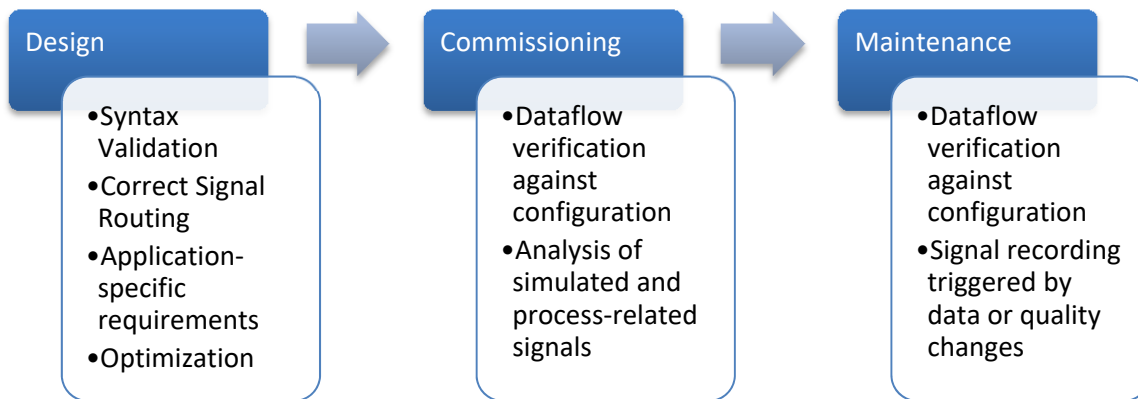 Design
•Syntax
Validation
•Correct Signal
Routing
•Application-
specific
requirements
•Optimization
Commissioning
•Dataflow
verification
against
configuration
•Analysis of
simulated and
process-related
signals
Maintenance
•Dataflow
verification
against
configuration
•Signal recording
triggered by
data or quality
changes